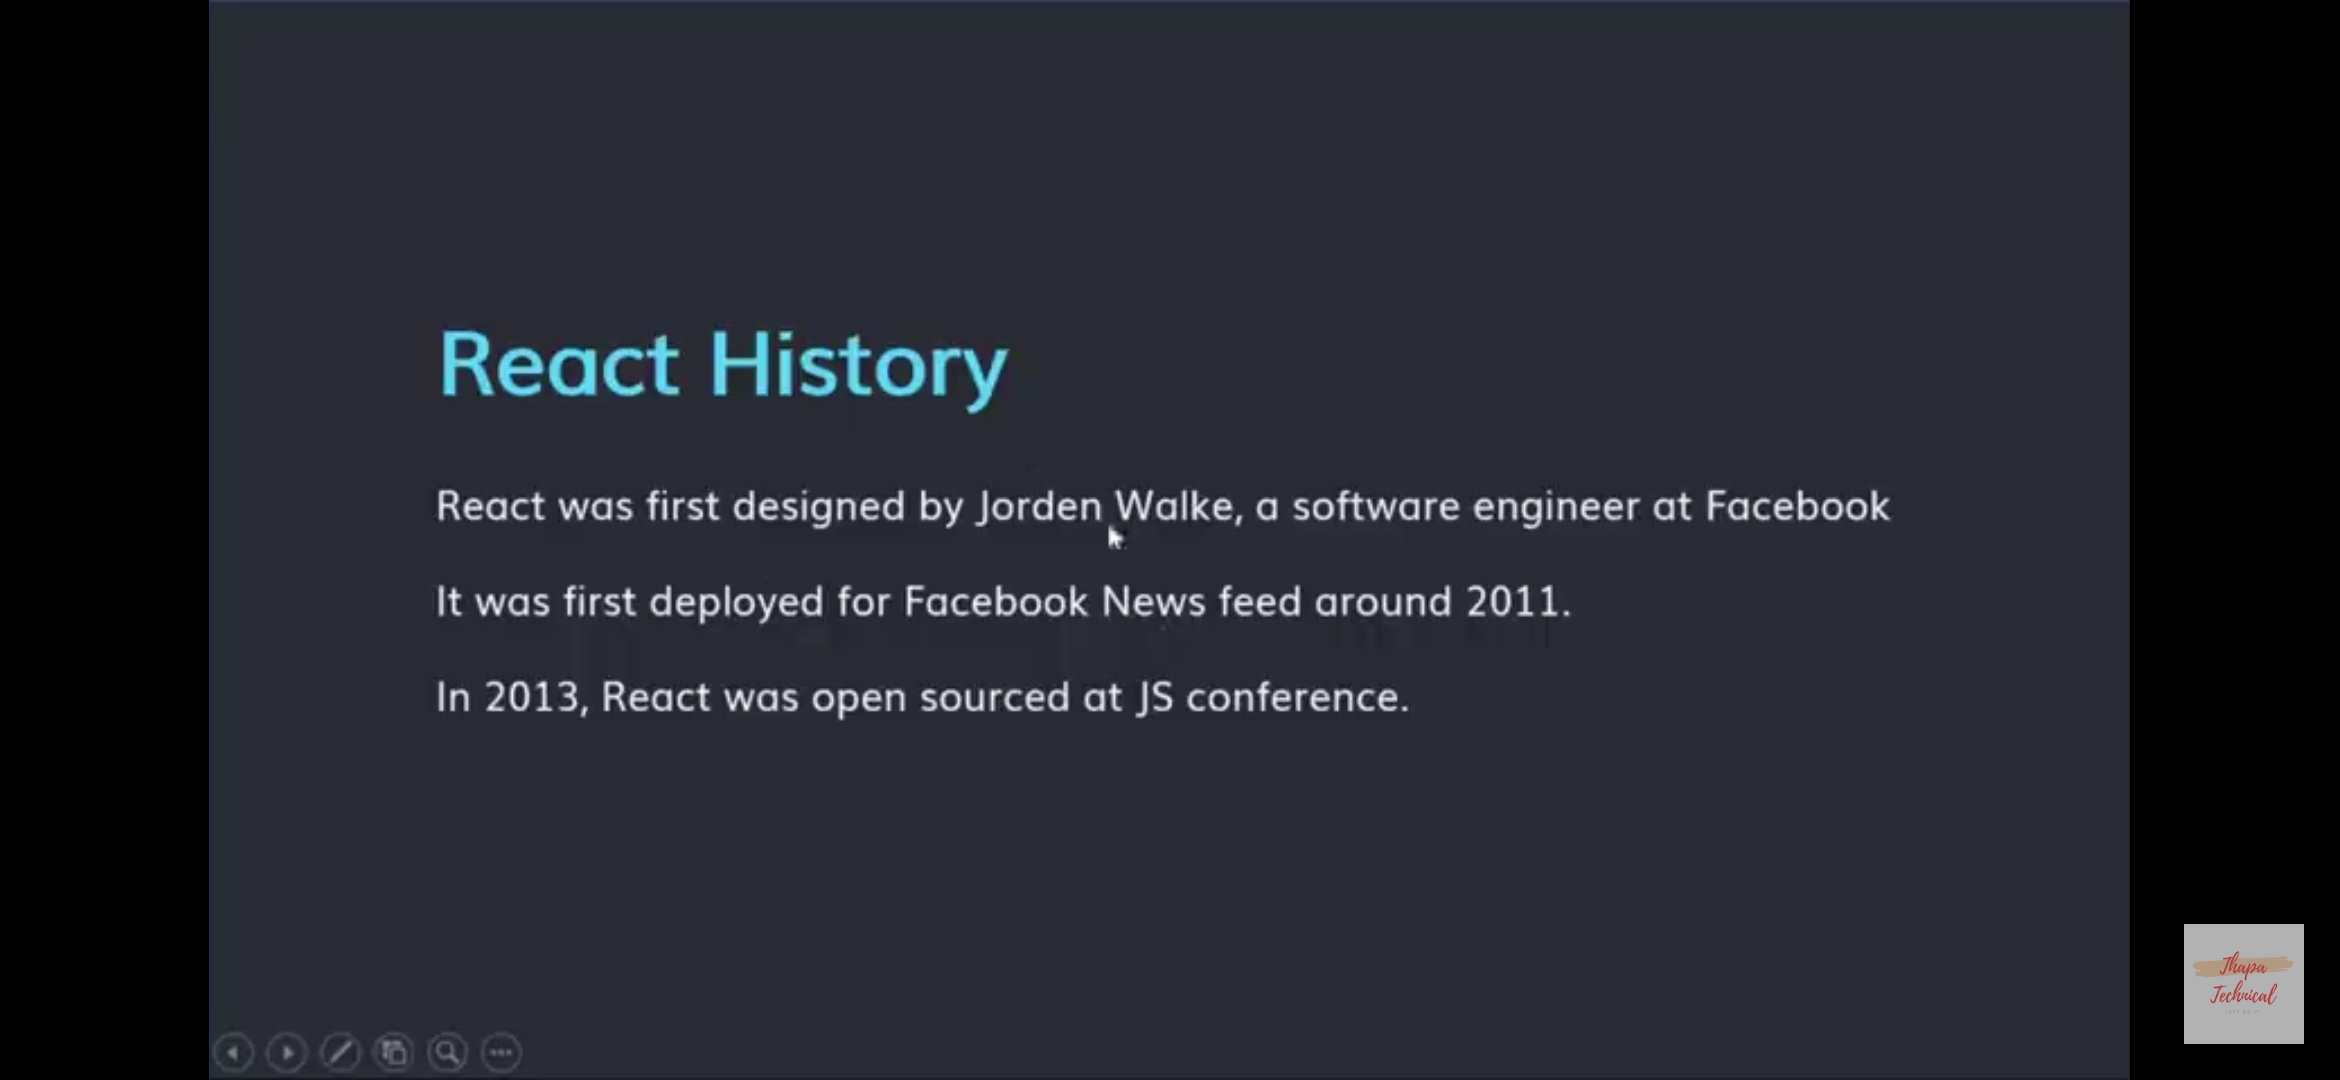 React History
React was first designed by Jorden Walke, a software engineer at Facebook
It was first deployed for Facebook News feed around 2011.
In 2013, React was open sourced at JS conference.
Thapa
Technical